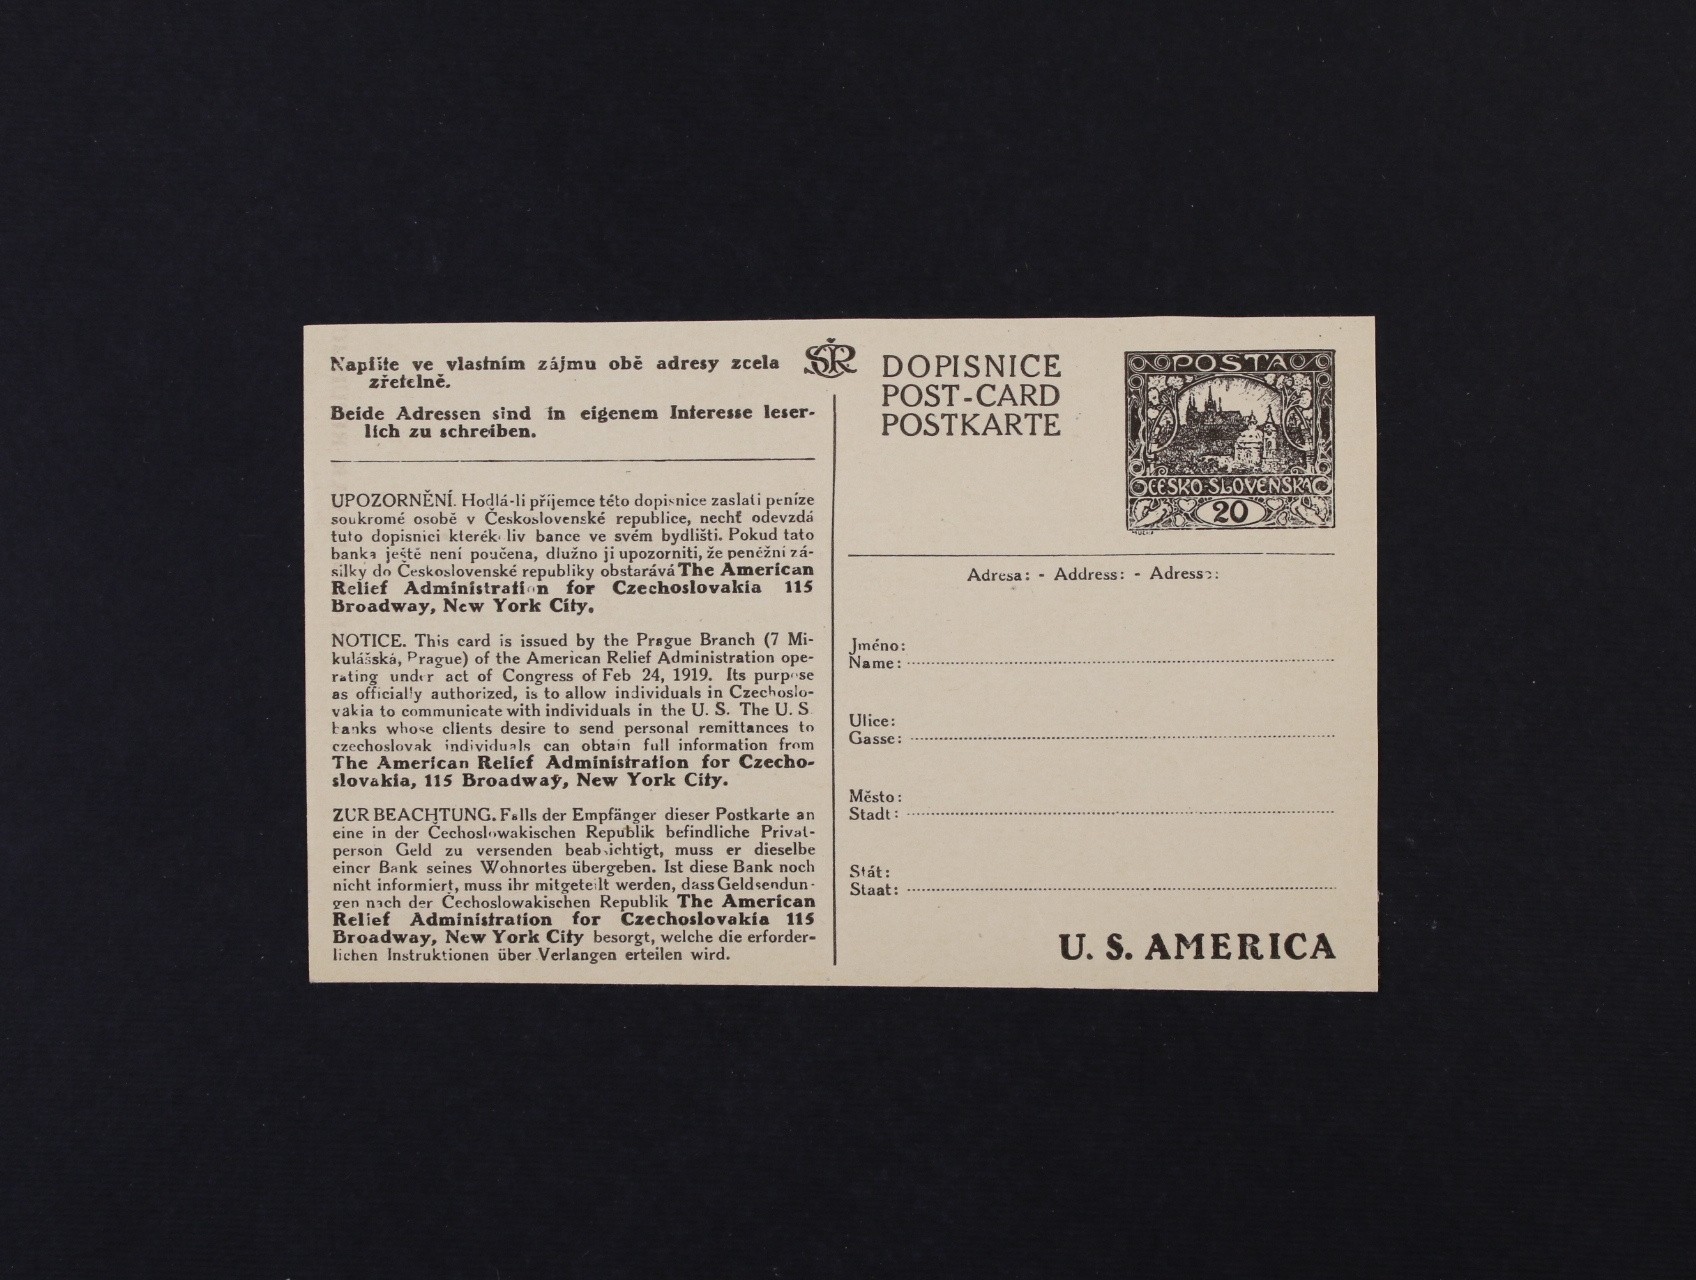 Napište ve vlastním zájmu obě adresy zcela
zřetelně.
Beide Adressen sind in eigenem Interesse leser-
lich zu schreiben.
UPOZORNĚNÍ. Hodlá-li příjemce této dopisnice zaslati peníze
soukromé osobě v Československé republice, nechť odevzdá
tuto dopisnici kterék liv bance ve svém bydlišti. Pokud tato
banka ještě není poučena, dlužno ji upozorniti, že peněžní zá-
silky do Československé republiky obstarává The American
Relief Administration for Czechoslovakia 115
Broadway, New York City.
NOTICE. This card is issued by the Prague Branch (7 Mi-
kulášská, Prague) of the American Relief Administration ope-
rating under act of Congress of Feb 24, 1919. Its purpose
as officially authorized, is to allow individuals in Czechoslo-
vakia to communicate with individuals in the U. S. The U. S
banks whose clients desire to send personal remittances to
czechoslovak individuals can obtain full information from
The American Relief Administration for Czecho-
slovakia, 115 Broadway, New York City.
ZUR BEACHTUNG. Falls der Empfänger dieser Postkarte an
eine in der Čechoslowakischen Republik befindliche Privat-
person Geld zu versenden beabsichtigt, muss er dieselbe
einer Bank seines Wohnortes übergeben. Ist diese Bank noch
nicht informiert, muss ihr mitgeteilt werden, dass Geldsendun-
gen nach der Čechoslowakischen Republik The American
Relief Administration for Czechoslovakia 115
Broadway, New York City besorgt, welche die erforder-
lichen Instruktionen über Verlangen erteilen wird.
ČSR
DOPISNICE
POST-CARD
POSTKARTE
POSTA
ČESKO-SLOVENSKÁ
20
MUCHA
Adresa: - Address: - Adresse:
Jméno:
Name:
Ulice:
Gasse:
Město:
Stadt:
Stát:
Staat:
U. S. AMERICA